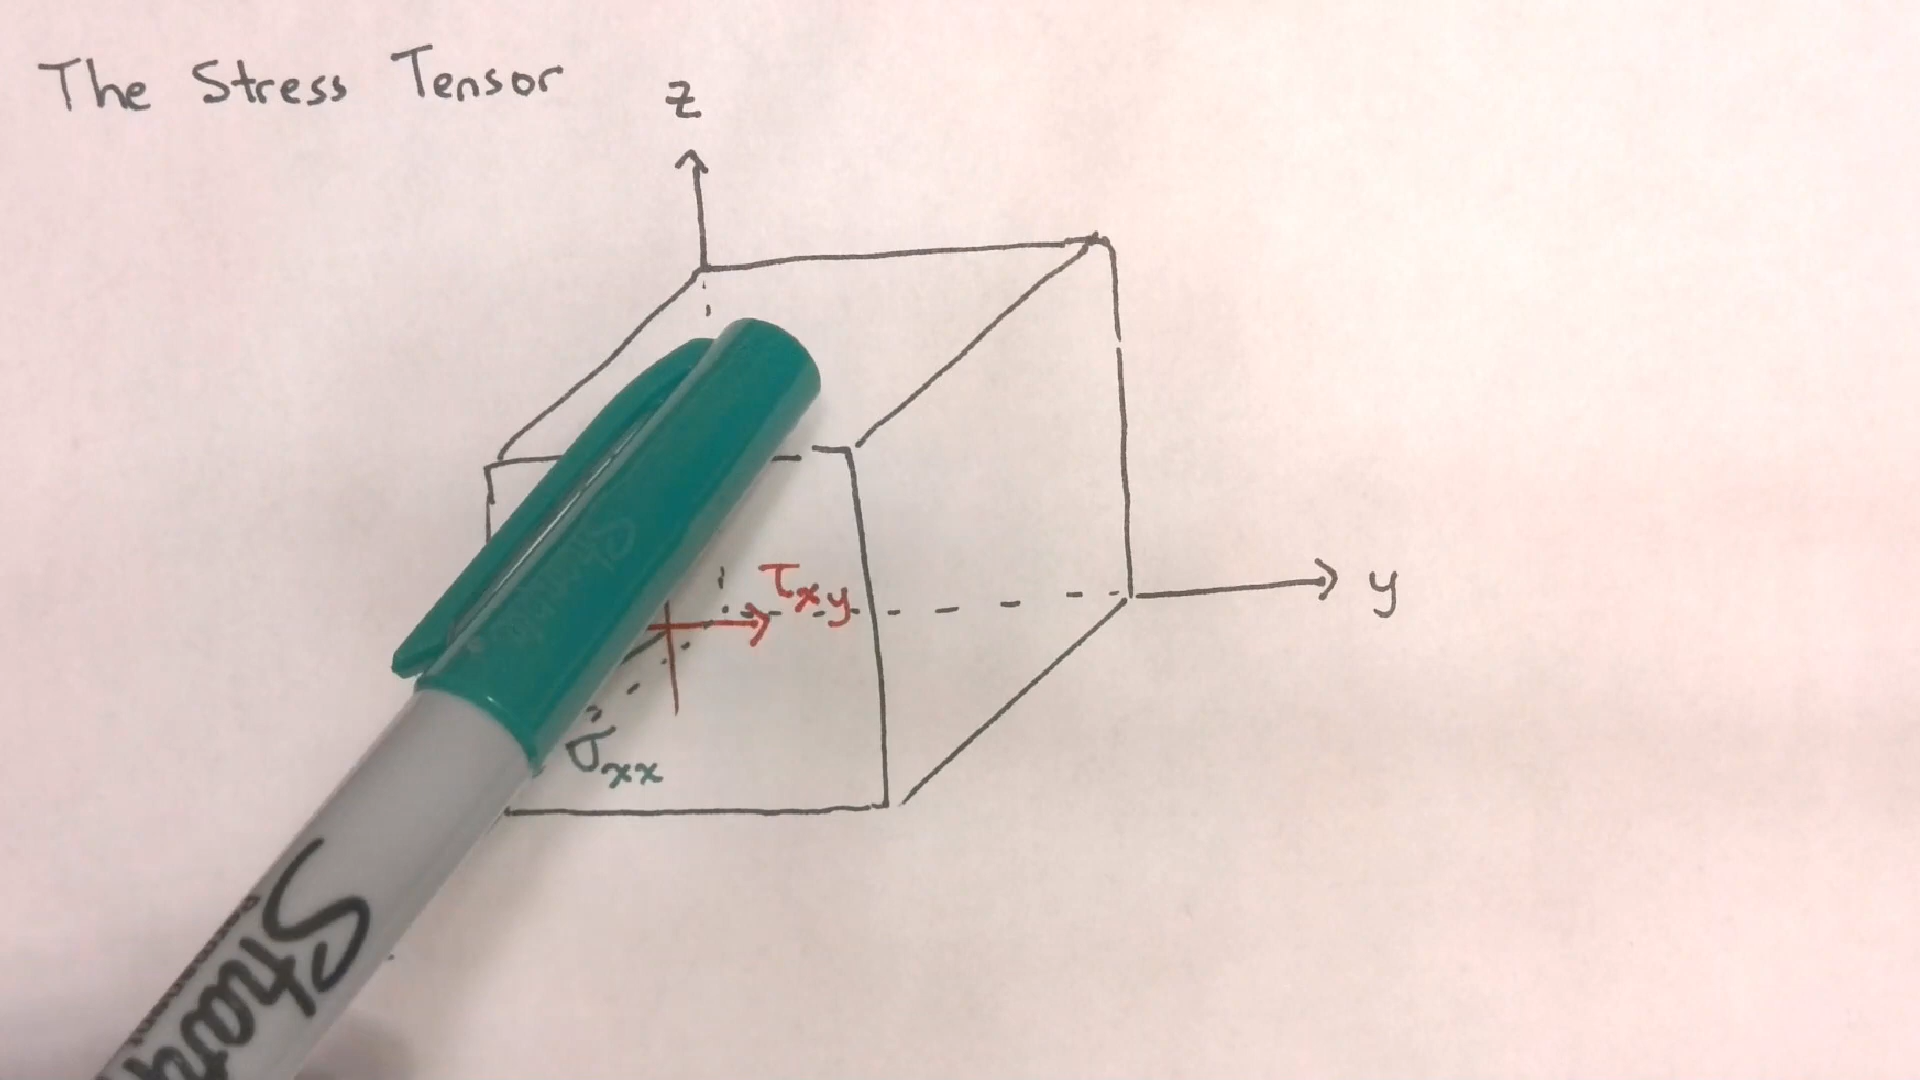 The Stress Tensor
z
τxy
y
σxx
Sharpie